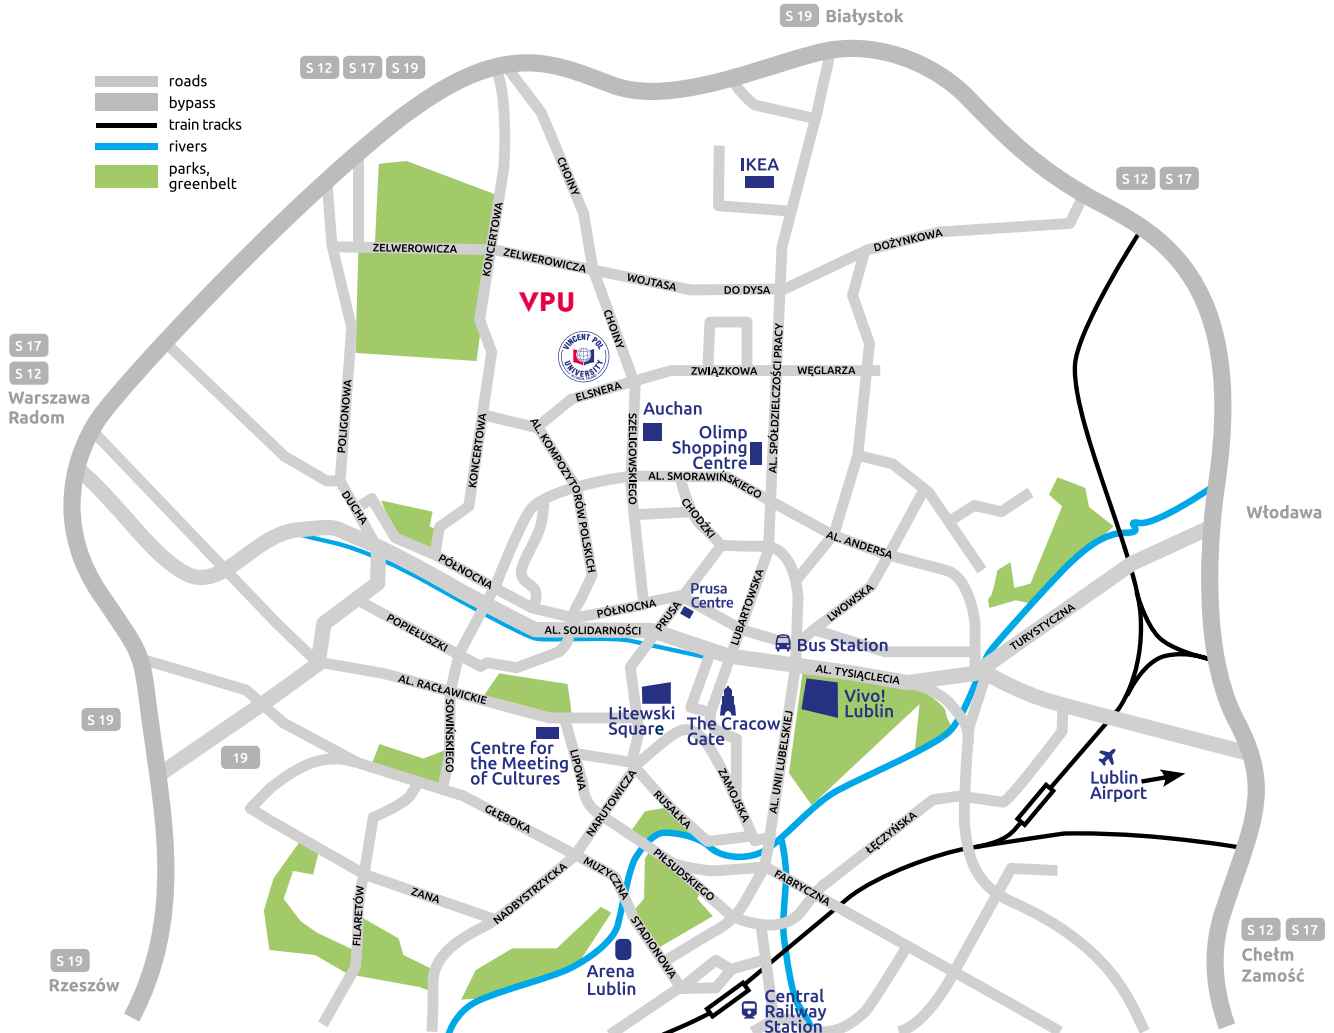 S 19 Białystok
S 12 S 17 S 19
roads
bypass
train tracks
rivers
parks,
greenbelt
IKEA
S 12 S 17
CHOINY
KONCERTOWA
ZELWEROWICZA
ZELWEROWICZA
WOJTASA
DO DYSA
DOŻYNKOWA
VPU
VINCENT POL
UNIVERSITY
CHOINY
S 17
S 12
Warszawa
Radom
ZWIĄZKOWA
WĘGLARZA
AL. SPÓŁDZIELCZOŚCI PRACY
ELSNERA
POLIGONOWA
KONCERTOWA
AL. KOMPOZYTORÓW POLSKICH
SZELIGOWSKIEGO
Auchan
Olimp
Shopping
Centre
AL. SMORAWIŃSKIEGO
DUCHA
CHODŹKI
AL. ANDERSA
Włodawa
PÓŁNOCNA
PÓŁNOCNA
Prusa
Centre
PRUSA
LUBARTOWSKA
LWOWSKA
TURYSTYCZNA
POPIEŁUSZKI
AL. SOLIDARNOŚCI
Bus Station
AL. TYSIĄCLECIA
AL. RACŁAWICKIE
SOWIŃSKIEGO
Litewski
Square
The Cracow
Gate
Vivo!
Lublin
S 19
19
Centre for
the Meeting
of Cultures
LIPOWA
NARUTOWICZA
RUSAŁKA
ZAMOJSKA
AL. UNII LUBELSKIEJ
Lublin
Airport
GŁĘBOKA
ŁĘCZYŃSKA
MUZYCZNA
PIŁSUDSKIEGO
FABRYCZNA
ZANA
NADBYSTRZYCKA
FILARETÓW
STADIONOWA
S 19
Rzeszów
Arena
Lublin
Central
Railway
Station
S 12 S 17
Chełm
Zamość